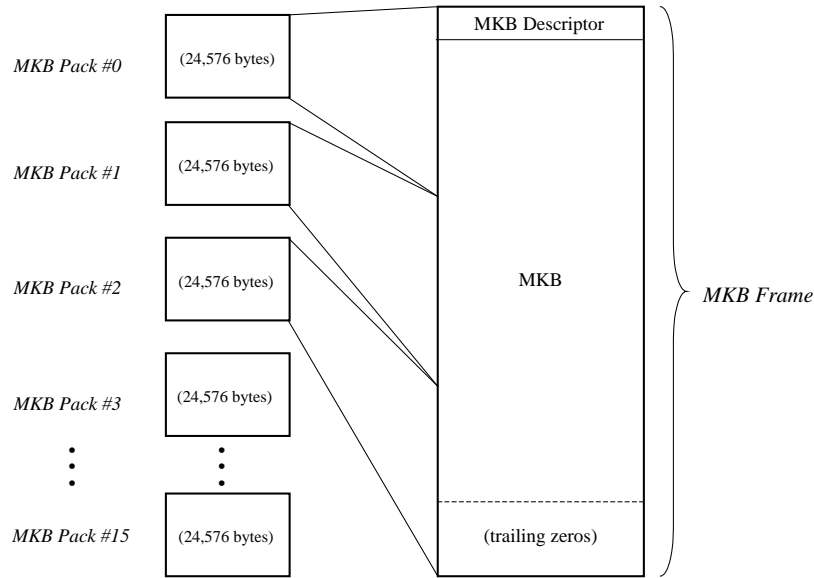 MKB Descriptor
MKB Pack #0
(24,576 bytes)
MKB Pack #1
(24,576 bytes)
MKB Pack #2
(24,576 bytes)
MKB
MKB Frame
MKB Pack #3
(24,576 bytes)
MKB Pack #15
(24,576 bytes)
(trailing zeros)